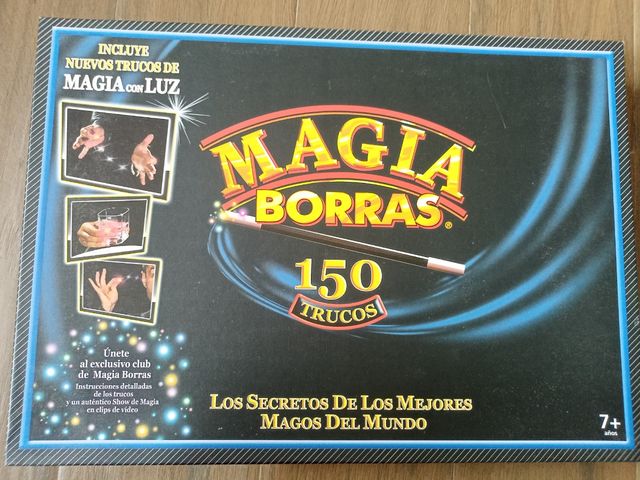 INCLUYE
NUEVOS TRUCOS DE
MAGIA CON LUZ
MAGIA
BORRAS®
150
TRUCOS
Únete
al exclusivo club
de Magia Borras
Instrucciones detalladas
de los trucos
y un auténtico Show de Magia
en clips de vídeo
LOS SECRETOS DE LOS MEJORES
MAGOS DEL MUNDO
7+
años